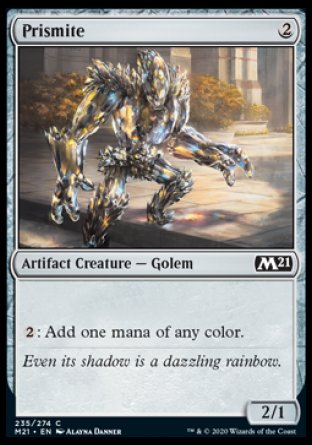 Prismite 2
Artifact Creature — Golem M21
2: Add one mana of any color.
Even its shadow is a dazzling rainbow.
2/1
235/274 C
M21 • EN Alayna Danner ™ & © 2020 Wizards of the Coast